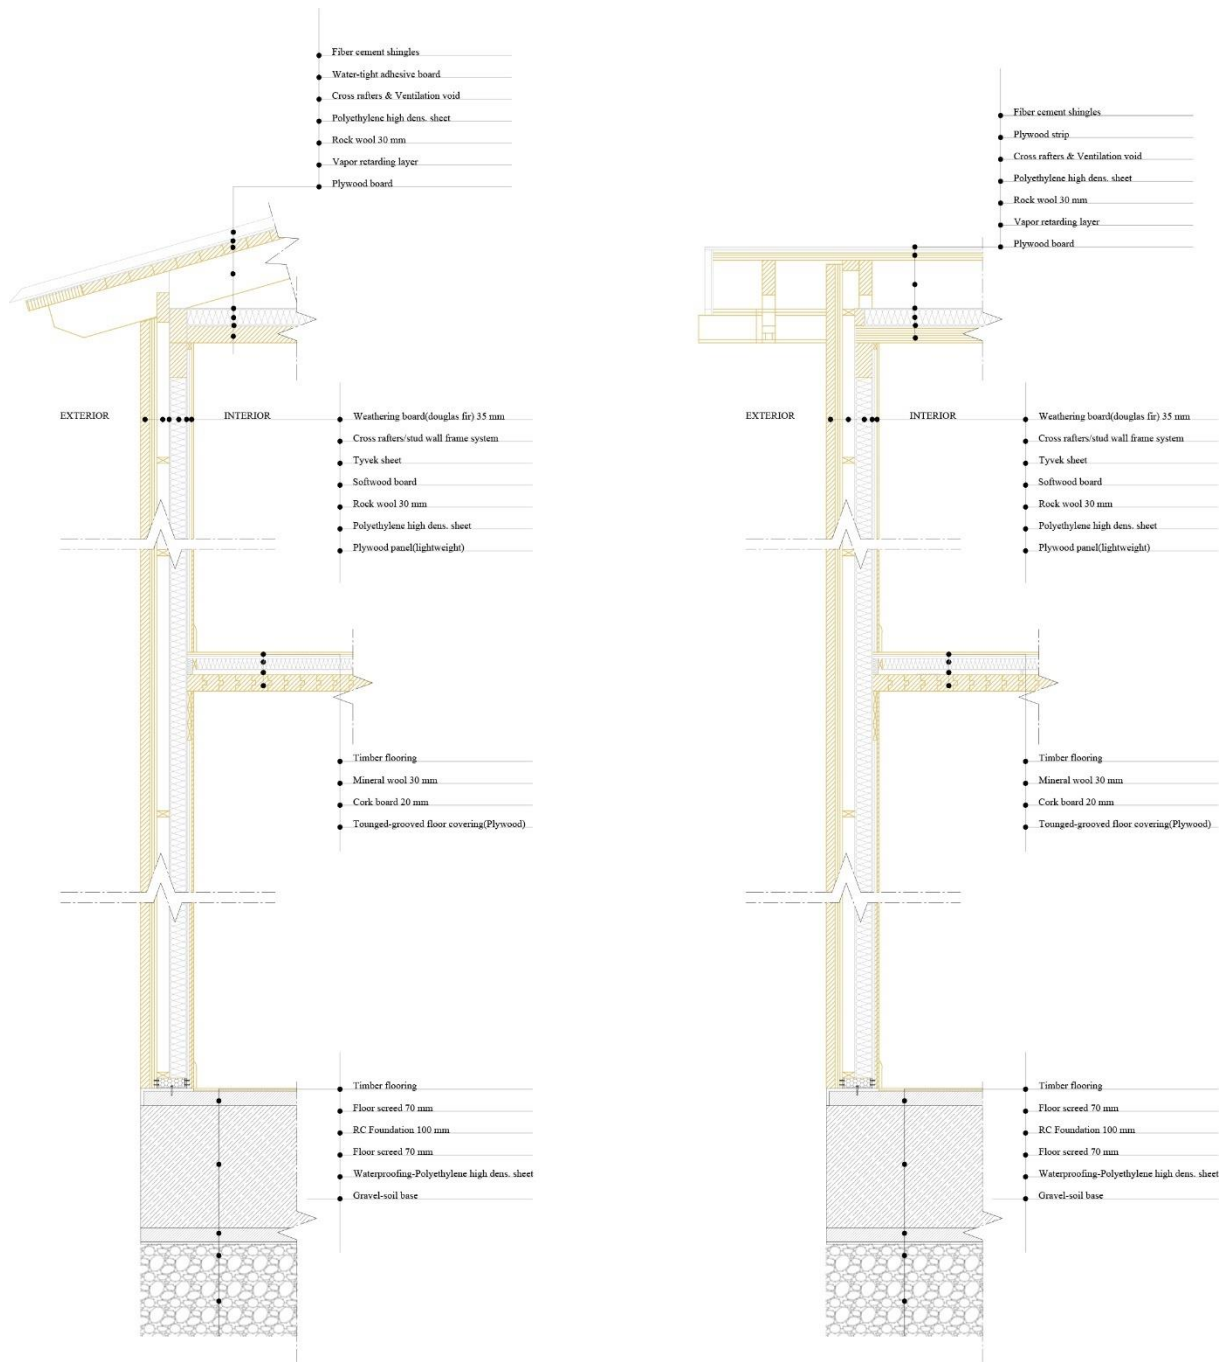 Fiber cement shingles
Water-tight adhesive board
Cross rafters & Ventilation void
Polyethylene high dens. sheet
Rock wool 30 mm
Vapor retarding layer
Plywood board
EXTERIOR
INTERIOR
Weathering board(douglas fir) 35 mm
Cross rafters/stud wall frame system
Tyvek sheet
Softwood board
Rock wool 30 mm
Polyethylene high dens. sheet
Plywood panel(lightweight)
Timber flooring
Mineral wool 30 mm
Cork board 20 mm
Tounged-grooved floor covering(Plywood)
Timber flooring
Floor screed 70 mm
RC Foundation 100 mm
Floor screed 70 mm
Waterproofing-Polyethylene high dens. sheet
Gravel-soil base
Fiber cement shingles
Plywood strip
Cross rafters & Ventilation void
Polyethylene high dens. sheet
Rock wool 30 mm
Vapor retarding layer
Plywood board
EXTERIOR
INTERIOR
Weathering board(douglas fir) 35 mm
Cross rafters/stud wall frame system
Tyvek sheet
Softwood board
Rock wool 30 mm
Polyethylene high dens. sheet
Plywood panel(lightweight)
Timber flooring
Mineral wool 30 mm
Cork board 20 mm
Tounged-grooved floor covering(Plywood)
Timber flooring
Floor screed 70 mm
RC Foundation 100 mm
Floor screed 70 mm
Waterproofing-Polyethylene high dens. sheet
Gravel-soil base